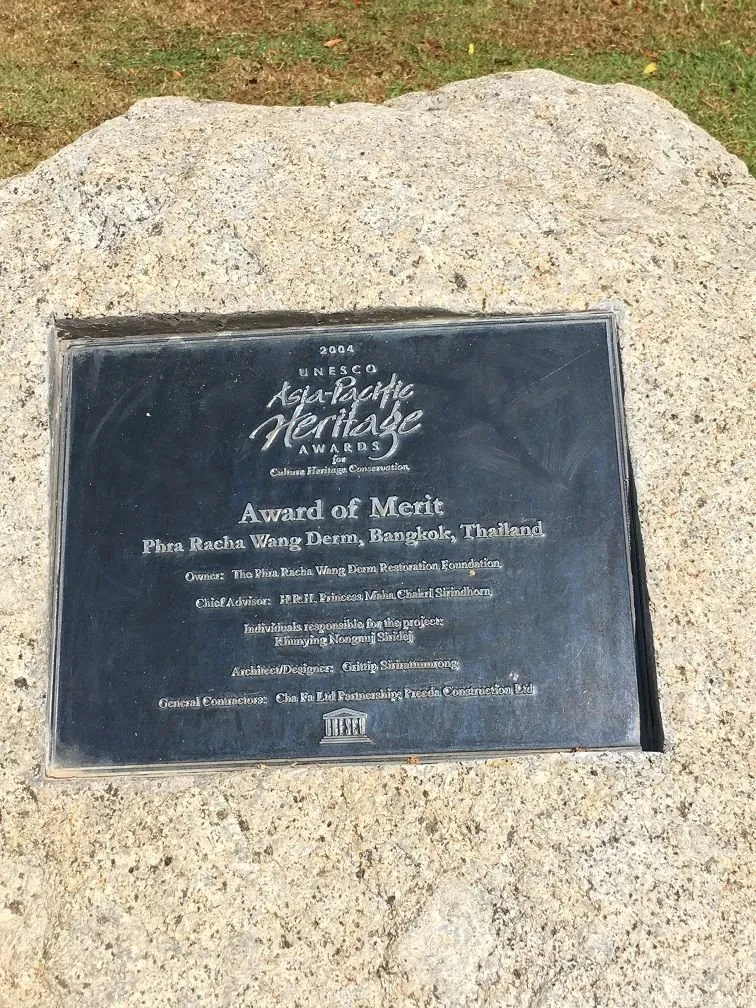 2004
UNESCO
Asia-Pacific
Heritage
AWARDS
for
Culture Heritage Conservation
Award of Merit
Phra Racha Wang Derm, Bangkok, Thailand
Owner: The Phra Racha Wang Derm Restoration Foundation,
Chief Advisor: H.R.H. Princess Maha Chakri Sirindhorn,
Individuals responsible for the project:
Khunying Nongnuj Siridej
Architect/Designer: Grittip
General Contractors: Cha Fa Ltd Partnership; Preeda Construction, Ltd
UNESCO